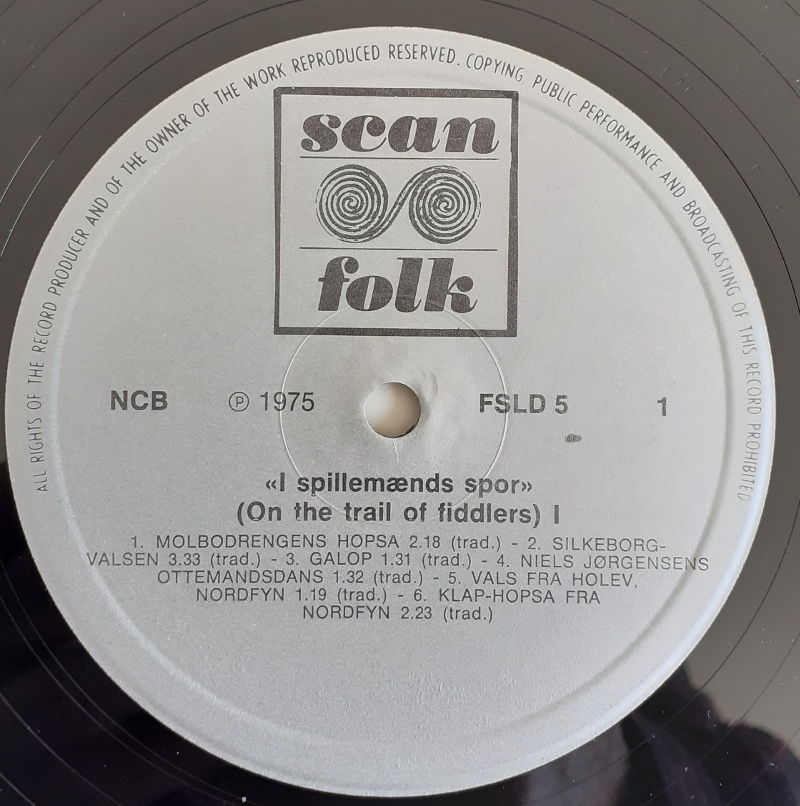 ALL RIGHTS OF THE RECORD PRODUCER AND OF THE OWNER OF THE WORK REPRODUCED RESERVED. COPYING, PUBLIC PERFORMANCE AND BROADCASTING OF THIS RECORD PROHIBITED
scan
folk
NCB ℗ 1975 FSLD 5 1
«I spillemænds spor»
(On the trail of fiddlers) I
1. MOLBODRENGENS HOPSA 2.18 (trad.) - 2. SILKEBORG-
VALSEN 3.33 (trad.) - 3. GALOP 1.31 (trad.) - 4. NIELS JØRGENSENS
OTTEMANDSDANS 1.32 (trad.) - 5. VALS FRA HOLEV,
NORDFYN 1.19 (trad.) - 6. KLAP-HOPSA FRA
NORDFYN 2.23 (trad.)